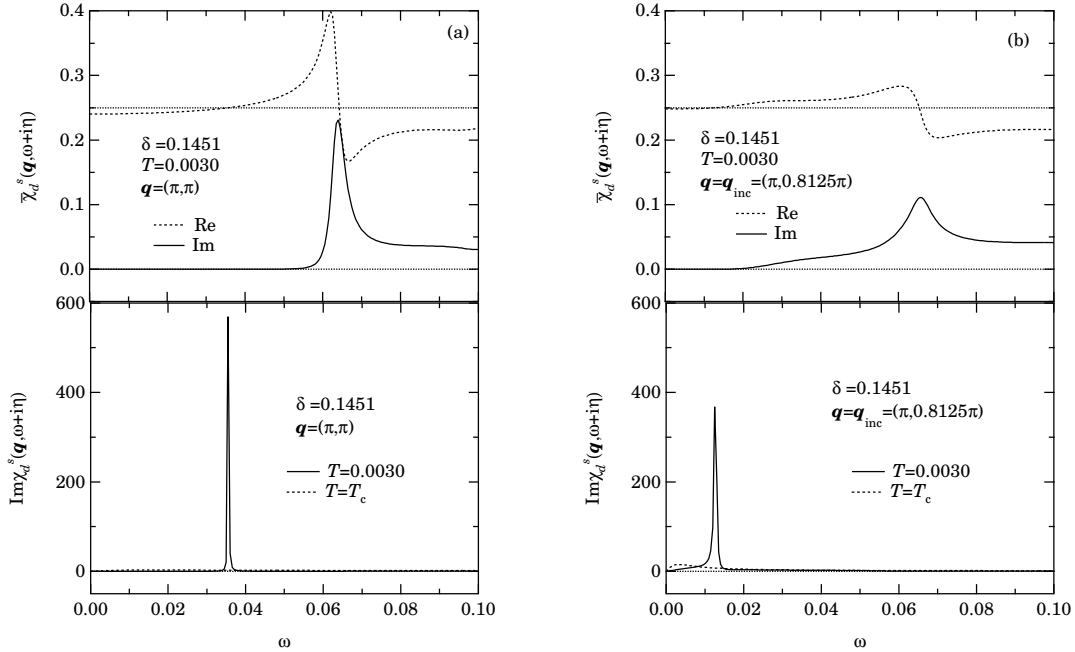 0.4
0.3
0.2
0.1
0.0
χ̅_d^s(q,ω+iη)
(a)
δ =0.1451
T=0.0030
q=(π,π)
Re
Im
600
400
200
0
Imχ_d^s(q,ω+iη)
δ =0.1451
q=(π,π)
T=0.0030
T=T_c
0.00 0.02 0.04 0.06 0.08 0.10
ω
0.4
0.3
0.2
0.1
0.0
χ̅_d^s(q,ω+iη)
(b)
δ =0.1451
T=0.0030
q=q_inc=(π,0.8125π)
Re
Im
600
400
200
0
Imχ_d^s(q,ω+iη)
δ =0.1451
q=q_inc=(π,0.8125π)
T=0.0030
T=T_c
0.00 0.02 0.04 0.06 0.08 0.10
ω